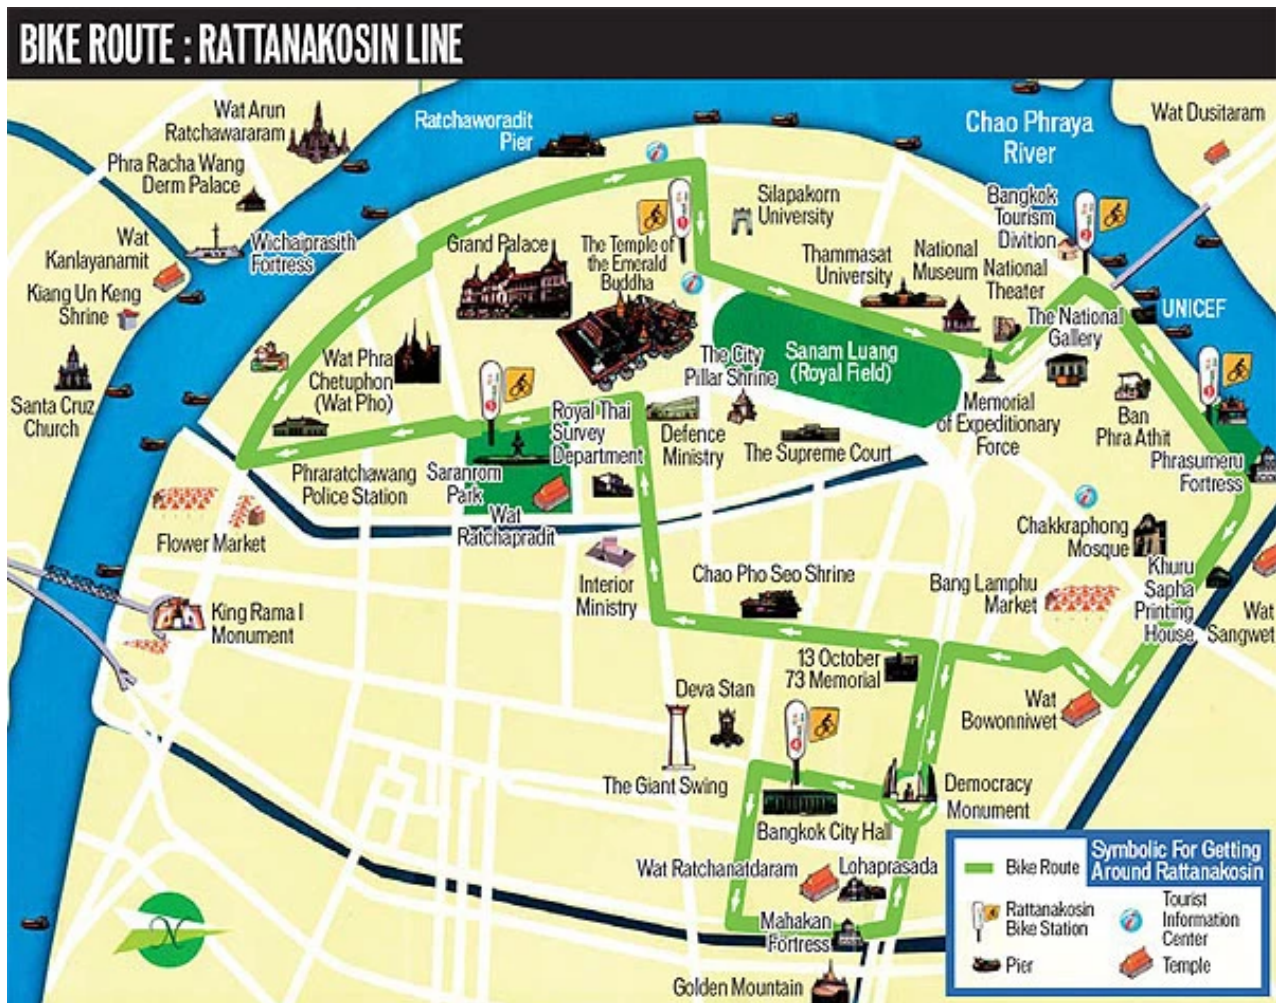 BIKE ROUTE : RATTANAKOSIN LINE
Wat Arun
Ratchawararam
Phra Racha Wang
Derm Palace
Wat
Kanlayanamit
Kiang Un Keng
Shrine
Santa Cruz
Church
Wichaiprasith
Fortress
Ratchaworadit
Pier
Chao Phraya
River
Wat Dusitaram
Grand Palace
The Temple of
the Emerald
Buddha
Silapakorn
University
Thammasat
University
National
Museum
National
Theater
Bangkok
Tourism
Divition
2
1
UNICEF
The National
Gallery
Wat Phra
Chetuphon
(Wat Pho)
The City
Pillar Shrine
Sanam Luang
(Royal Field)
Memorial
of Expeditionary
Force
Ban
Phra Athit
Phrasumeru
Fortress
Royal Thai
Survey
Department
Defence
Ministry
The Supreme Court
Phraratchawang
Police Station
Saranrom
Park
Wat
Ratchapradit
Flower Market
Interior
Ministry
Chao Pho Seo Shrine
Chakkraphong
Mosque
Bang Lamphu
Market
Khuru
Sapha
Printing
House
Wat
Sangwet
King Rama I
Monument
13 October
73 Memorial
Deva Stan
Wat
Bowonniwet
The Giant Swing
4
Bangkok City Hall
Democracy
Monument
Wat Ratchanatdaram
Lohaprasada
Mahakan
Fortress
Golden Mountain
N
Symbolic For Getting
Around Rattanakosin
Bike Route
Rattanakosin
Bike Station
Tourist
Information
Center
Pier
Temple